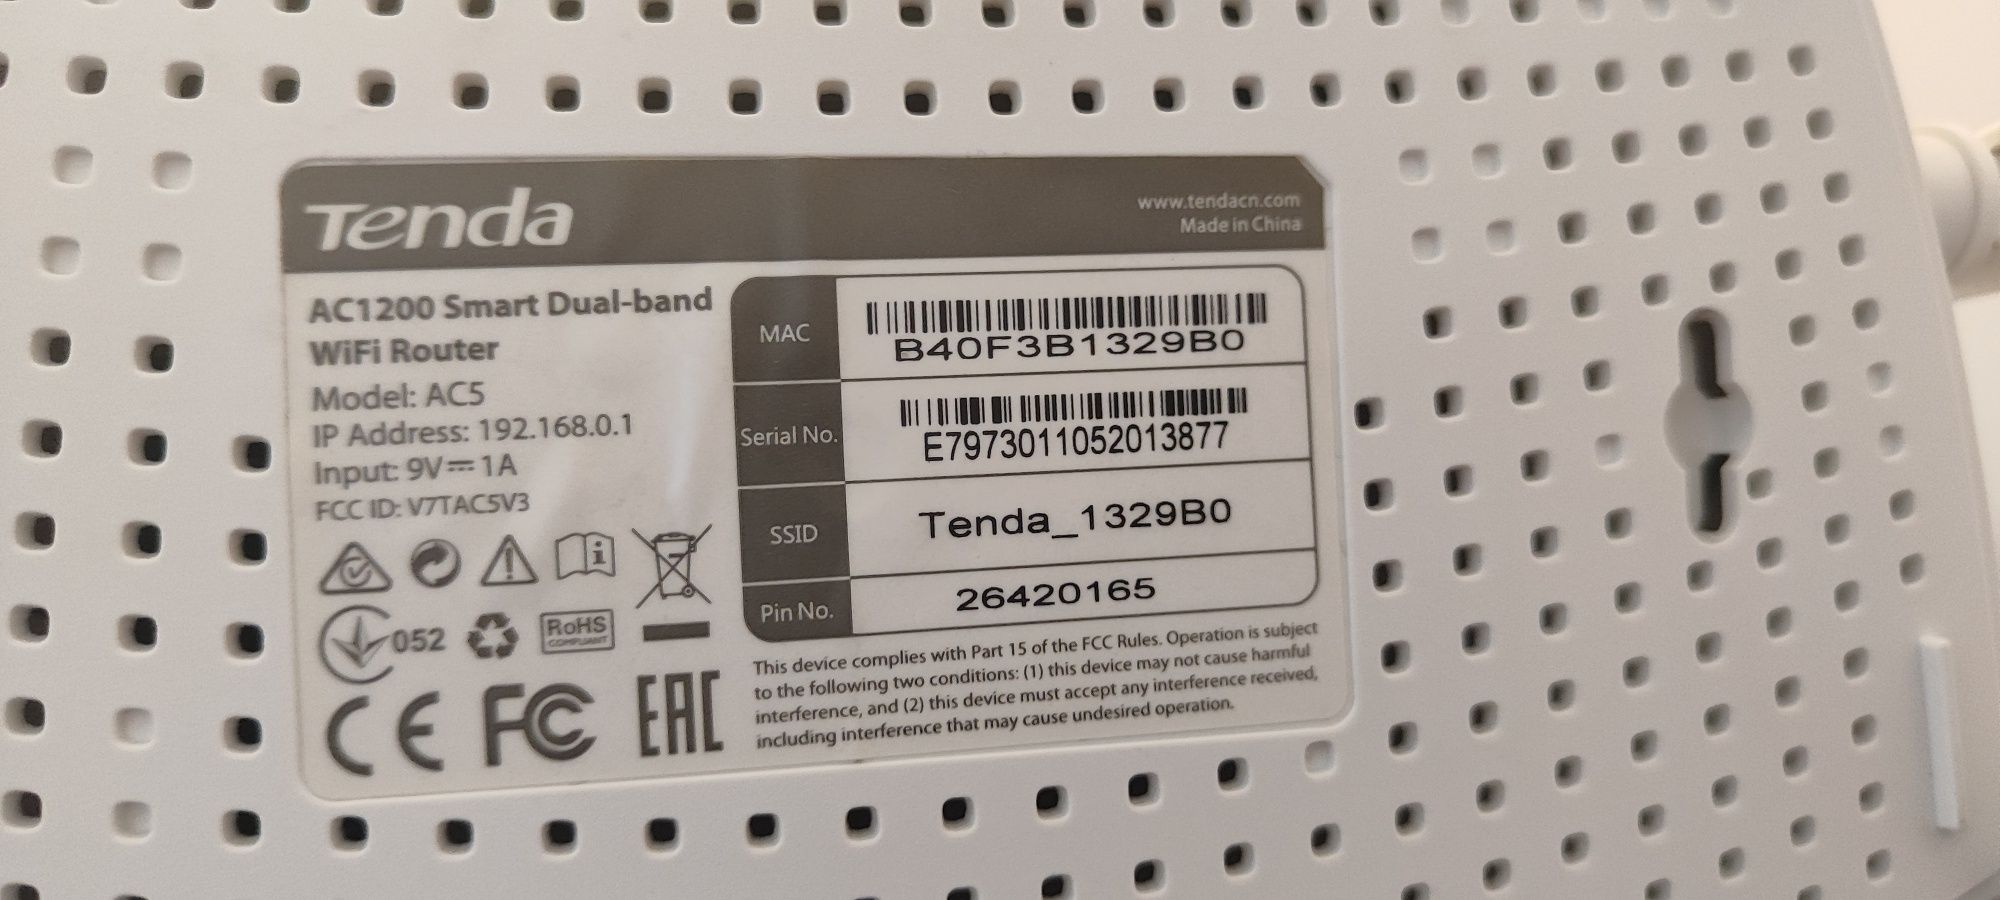 Tenda
www.tendacn.com
Made in China
AC1200 Smart Dual-band
WiFi Router
Model: AC5
IP Address: 192.168.0.1
Input: 9V⎓1A
FCC ID: V7TAC5V3
052
RoHS
COMPLIANT
CE FC EAC
MAC
B40F3B1329B0
Serial No.
E7973011052013877
SSID
Tenda_1329B0
Pin No.
26420165
This device complies with Part 15 of the FCC Rules. Operation is subject
to the following two conditions: (1) this device may not cause harmful
interference, and (2) this device must accept any interference received,
including interference that may cause undesired operation.